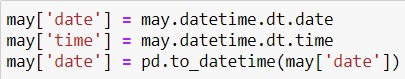 may['date'] = may.datetime.dt.date
may['time'] = may.datetime.dt.time
may['date'] = pd.to_datetime(may['date'])